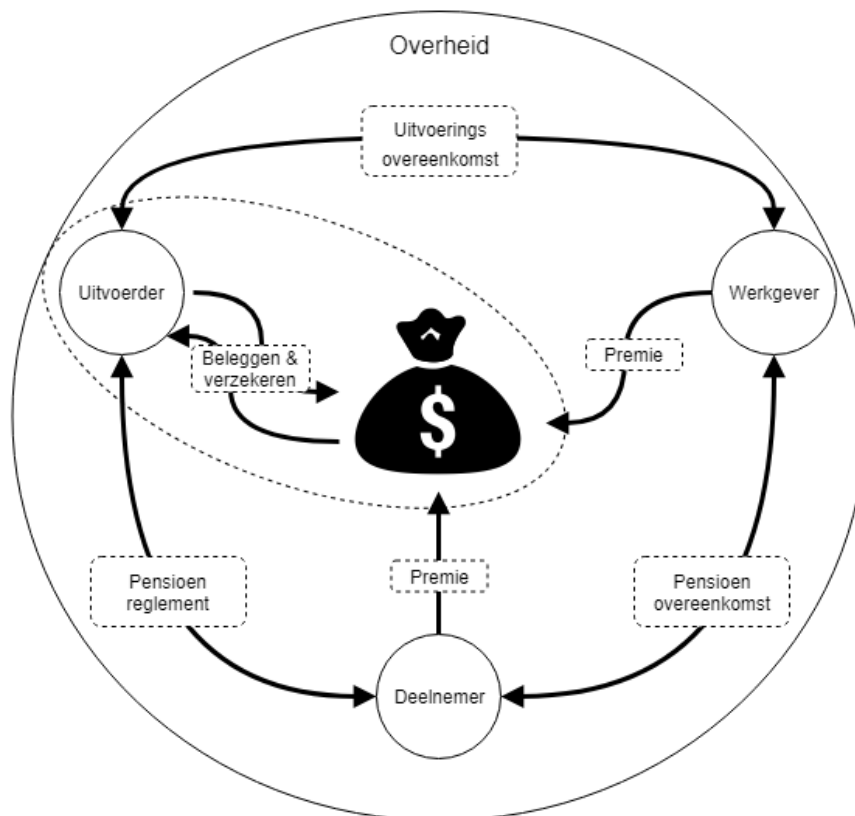 Overheid
Uitvoerings
overeenkomst
Uitvoerder
Werkgever
Beleggen &
verzekeren
Premie
$
Pensioen
reglement
Premie
Pensioen
overeenkomst
Deelnemer